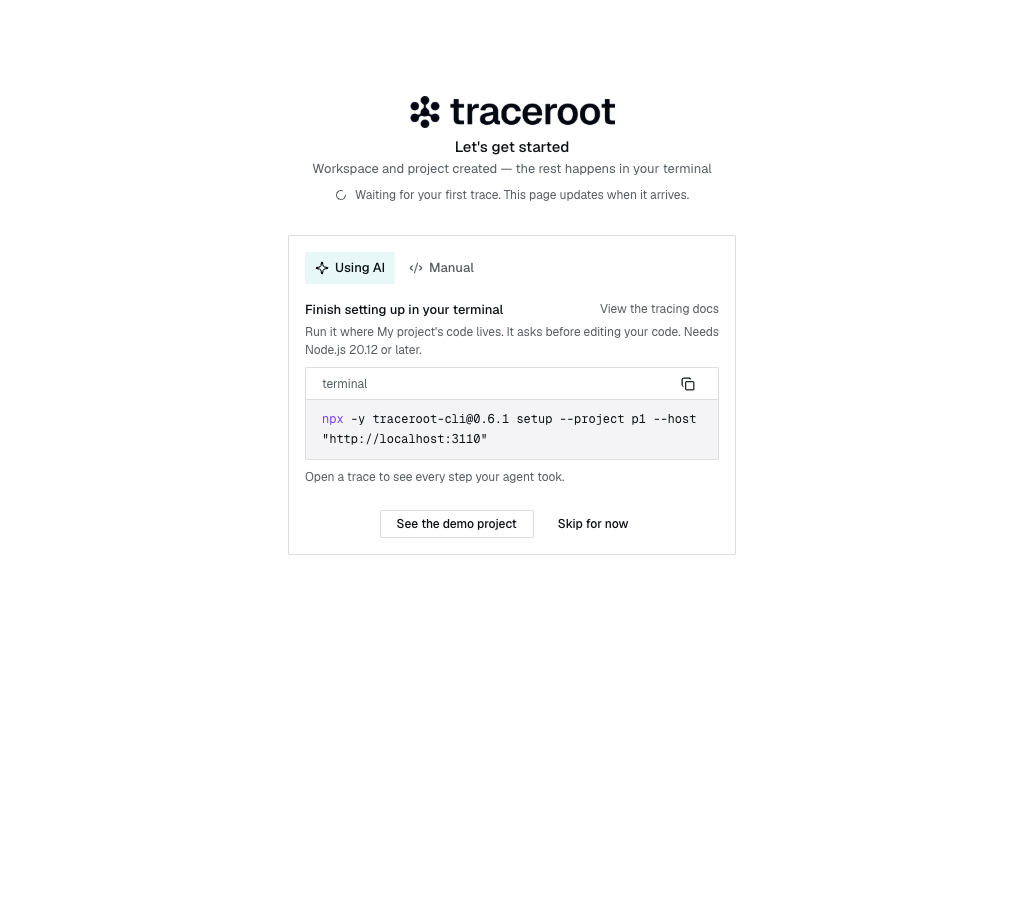 traceroot
Let's get started
Workspace and project created — the rest happens in your terminal
Waiting for your first trace. This page updates when it arrives.
Using AI
Manual
Finish setting up in your terminal
View the tracing docs
Run it where My project's code lives. It asks before editing your code. Needs
Node.js 20.12 or later.
terminal
npx -y traceroot-cli@0.6.1 setup --project p1 --host
"http://localhost:3110"
Open a trace to see every step your agent took.
See the demo project
Skip for now